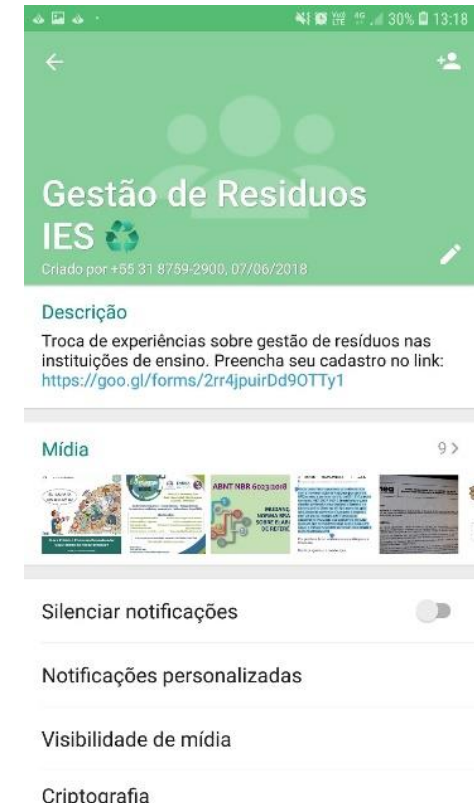 30% 13:18
Gestão de Residuos
IES
Criado por +55 31 8759-2900, 07/06/2018
Descrição
Troca de experiências sobre gestão de resíduos nas
instituições de ensino. Preencha seu cadastro no link:
https://goo.gl/forms/2rr4jpuirDd9OTTy1
Mídia
9 >
ABNT NBR 6023:2018
Silenciar notificações
Notificações personalizadas
Visibilidade de mídia
Criptografia